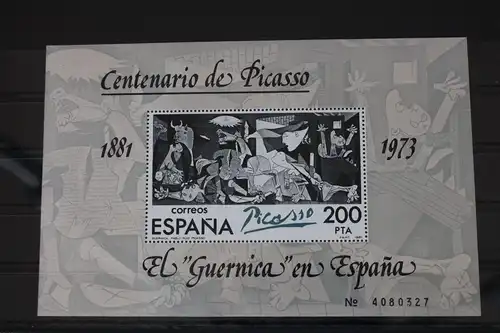 Centenario de Picasso
1881
1973
correos
ESPAÑA
Picasso
200
PTA
El "Guernica" en España
No 4080327